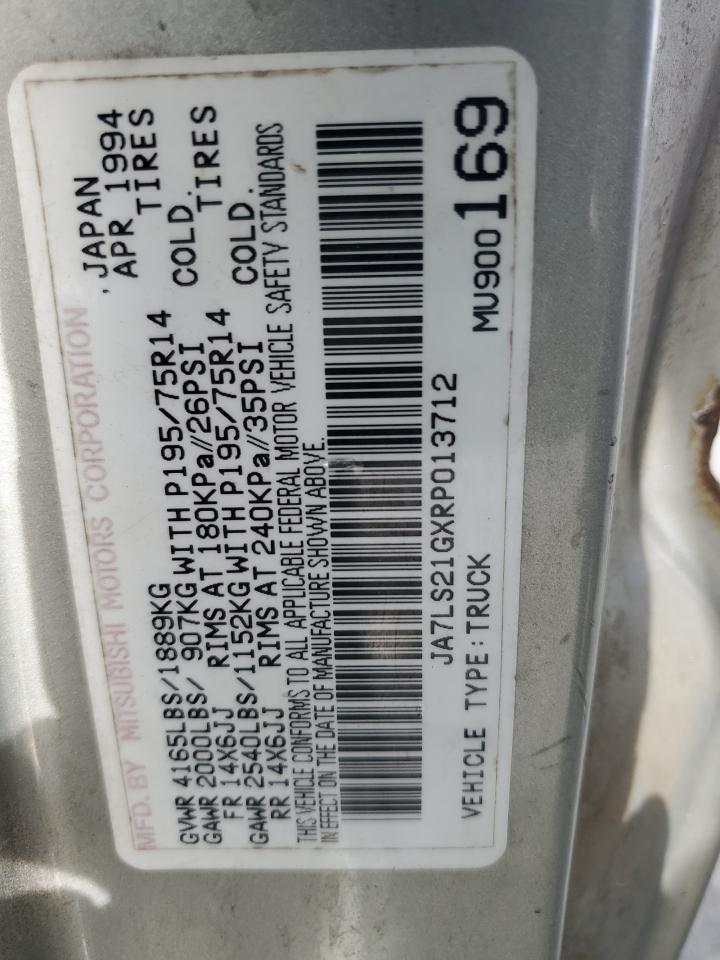 MFD. BY MITSUBISHI MOTORS CORPORATION , JAPAN
APR 1994
GVWR 4165LBS/1889KG
GAWR 2000LBS/ 907KG WITH P195/75R14 TIRES
FR 14X6JJ RIMS AT 180KPa//26PSI COLD.
GAWR 2540LBS/1152KG WITH P195/75R14 TIRES
RR 14X6JJ RIMS AT 240KPa//35PSI COLD.
THIS VEHICLE CONFORMS TO ALL APPLICABLE FEDERAL MOTOR VEHICLE SAFETY STANDARDS
IN EFFECT ON THE DATE OF MANUFACTURE SHOWN ABOVE.
JA7LS21GXRP013712
VEHICLE TYPE:TRUCK MU900169